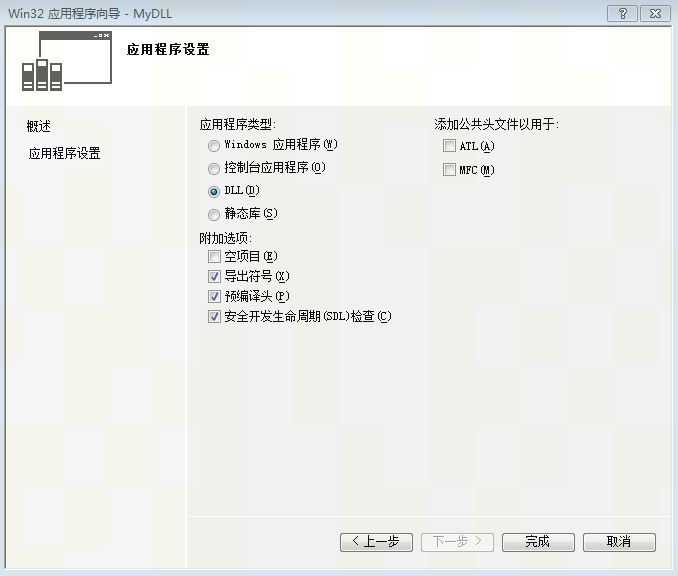 Win32 应用程序向导 - MyDLL
应用程序设置
概述
应用程序设置
应用程序类型:
Windows 应用程序(W)
控制台应用程序(O)
DLL(D)
静态库(S)
附加选项:
空项目(E)
导出符号(X)
预编译头(P)
安全开发生命周期(SDL)检查(C)
添加公共头文件以用于:
ATL(A)
MFC(M)
< 上一步
下一步 >
完成
取消